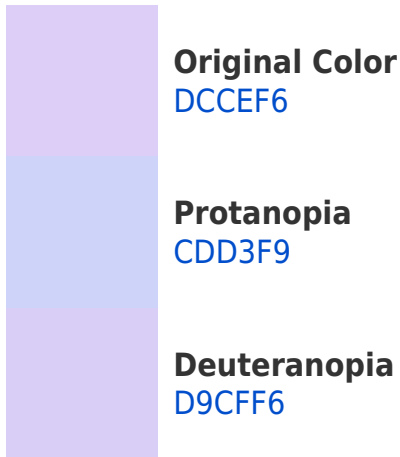 Original Color
DCCEF6
Protanopia
CDD3F9
Deuteranopia
D9CFF6